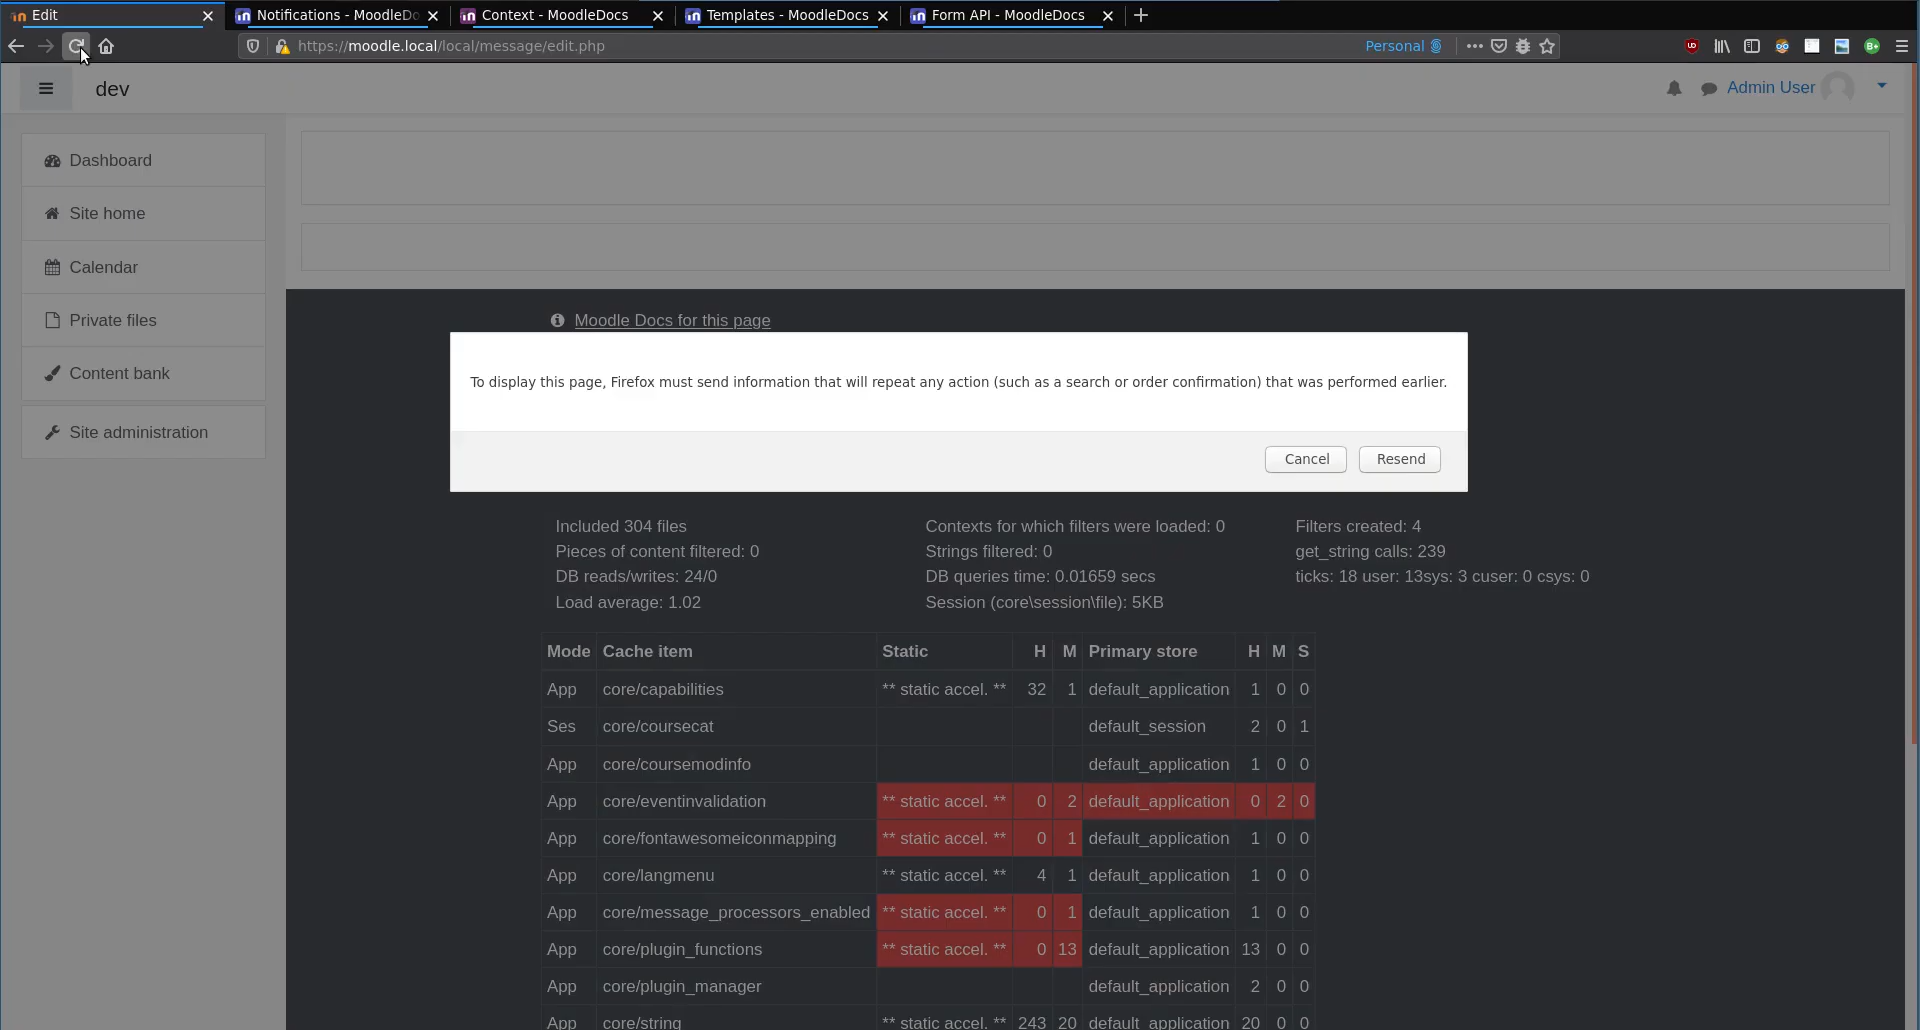 Edit
Notifications - MoodleDo
Context - MoodleDocs
Templates - MoodleDocs
Form API - MoodleDocs
https://moodle.local/local/message/edit.php
Personal
dev
Admin User
Dashboard
Site home
Calendar
Private files
Content bank
Site administration
Moodle Docs for this page
To display this page, Firefox must send information that will repeat any action (such as a search or order confirmation) that was performed earlier.
Cancel
Resend
Included 304 files
Contexts for which filters were loaded: 0
Filters created: 4
Pieces of content filtered: 0
Strings filtered: 0
get_string calls: 239
DB reads/writes: 24/0
DB queries time: 0.01659 secs
ticks: 18 user: 13sys: 3 cuser: 0 csys: 0
Load average: 1.02
Session (core\session\file): 5KB
Mode Cache item Static H M Primary store H M S
App core/capabilities ** static accel. ** 32 1 default_application 1 0 0
Ses core/coursecat default_session 2 0 1
App core/coursemodinfo default_application 1 0 0
App core/eventinvalidation ** static accel. ** 0 2 default_application 0 2 0
App core/fontawesomeiconmapping ** static accel. ** 0 1 default_application 1 0 0
App core/langmenu ** static accel. ** 4 1 default_application 1 0 0
App core/message_processors_enabled ** static accel. ** 0 1 default_application 1 0 0
App core/plugin_functions ** static accel. ** 0 13 default_application 13 0 0
App core/plugin_manager default_application 2 0 0
App core/string ** static accel. ** 243 20 default_application 20 0 0